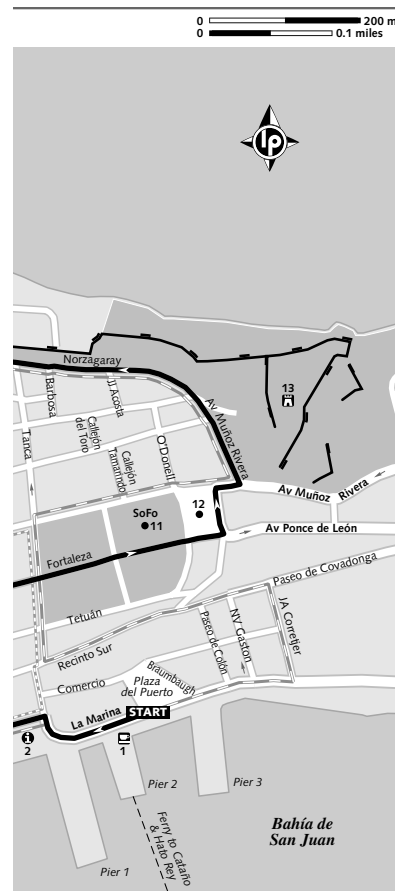 0 200 m
0 0.1 miles
lp
Norzagaray
13
Barbosa
JJ Acosta
Callejón
del Toro
Callejón
Tamarindo
O'Donell
Av Muñoz Rivera
Tanca
12
SoFo
11
Av Muñoz Rivera
Av Ponce de León
Fortaleza
Paseo de Covadonga
Tetuán
Paseo de Colón
NV Gaston
JA Corretjer
Recinto Sur
Comercio
Braumbaugh
Plaza
del Puerto
La Marina
START
2
1
Pier 2
Pier 3
Ferry to Cataño
& Hato Rey
Bahía de
San Juan
Pier 1